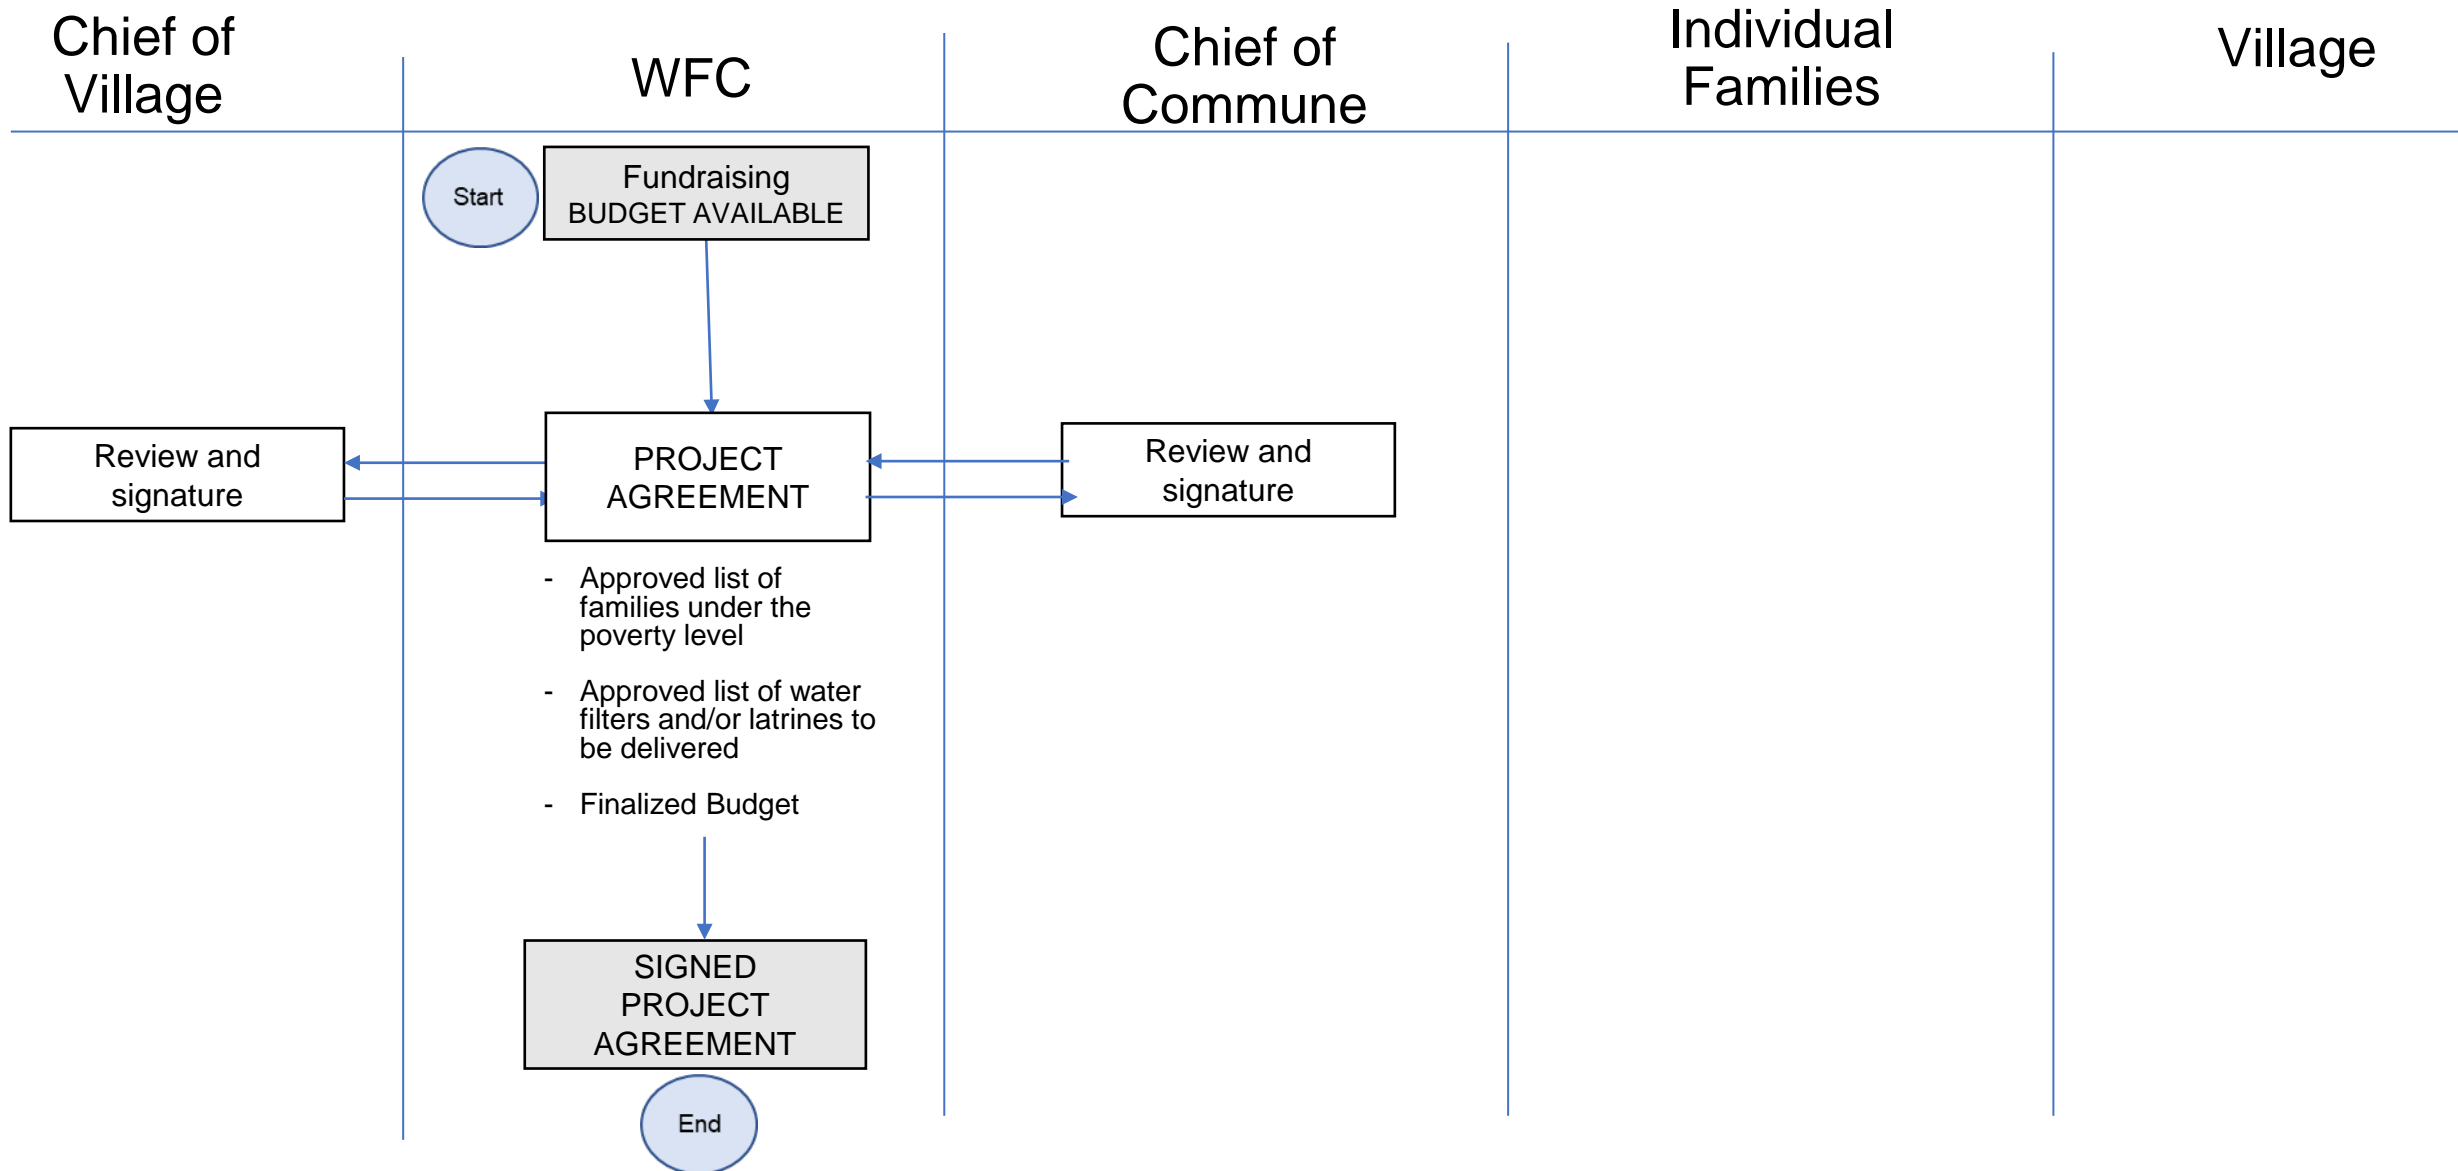 Chief of
Village
WFC
Chief of
Commune
Individual
Families
Village
Start
Fundraising
BUDGET AVAILABLE
Review and
signature
PROJECT
AGREEMENT
Review and
signature
- Approved list of
families under the
poverty level
- Approved list of water
filters and/or latrines to
be delivered
- Finalized Budget
SIGNED
PROJECT
AGREEMENT
End